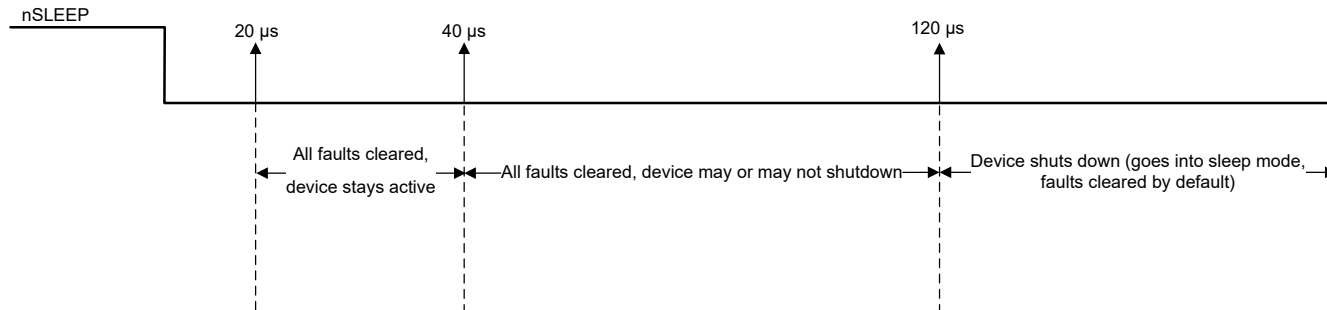 nSLEEP
20 µs
40 µs
120 µs
All faults cleared,
device stays active
All faults cleared, device may or may not shutdown
Device shuts down (goes into sleep mode,
faults cleared by default)